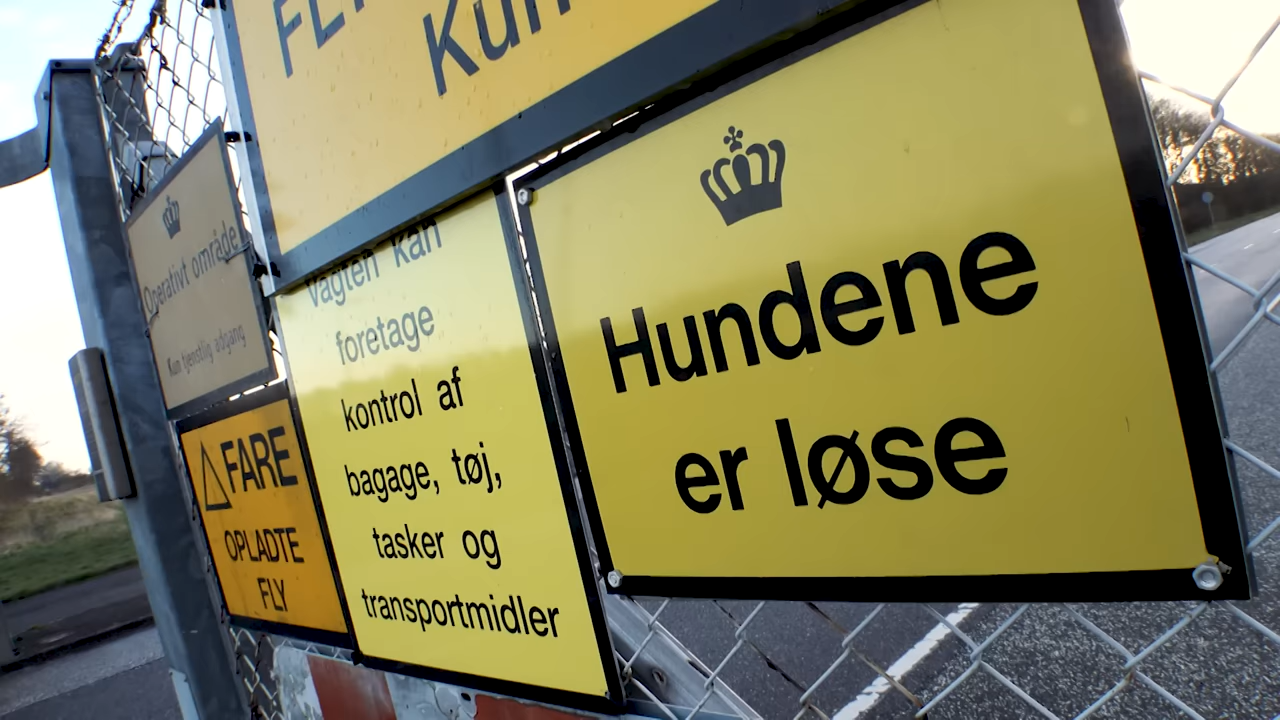 Kun
Operativt område
Kun tjenstlig adgang
FARE
OPLADTE
FLY
Vagten kan
foretage
kontrol af
bagage, tøj,
tasker og
transportmidler
Hundene
er løse